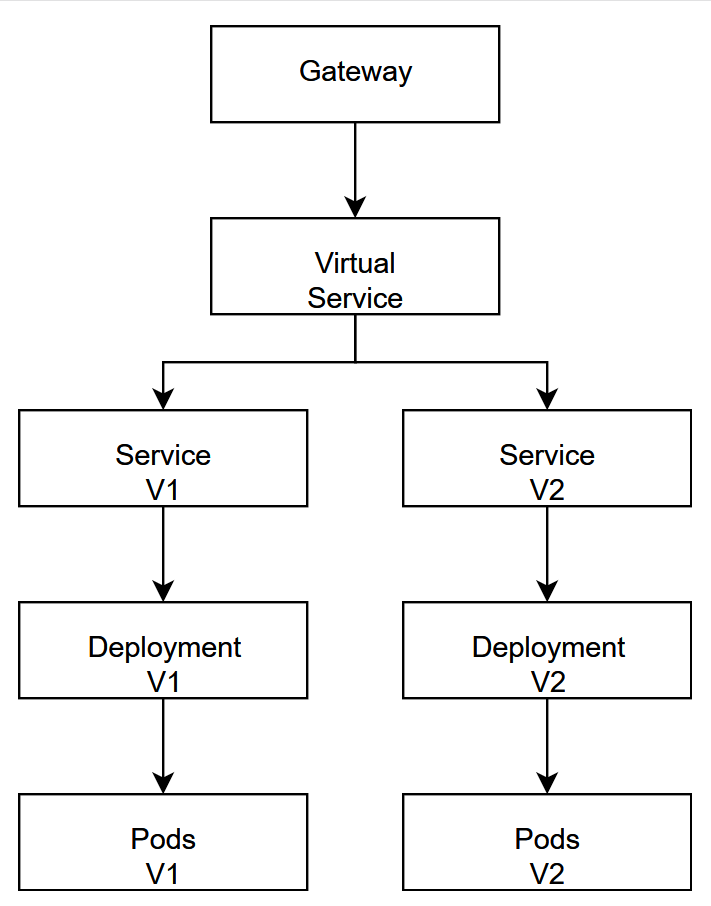 Gateway
Virtual
Service
Service
V1
Service
V2
Deployment
V1
Deployment
V2
Pods
V1
Pods
V2